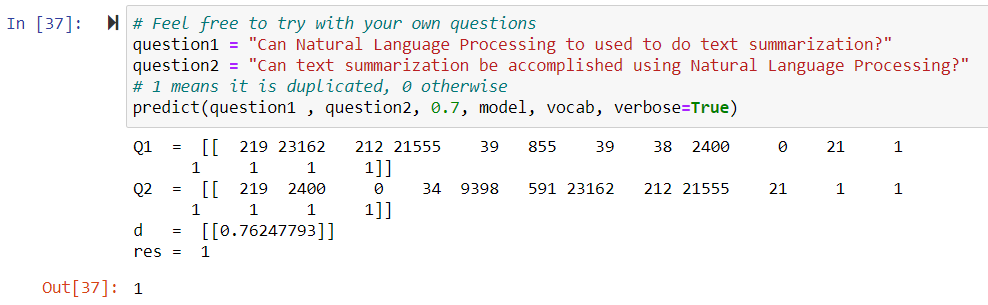 In [37]: # Feel free to try with your own questions
question1 = "Can Natural Language Processing to used to do text summarization?"
question2 = "Can text summarization be accomplished using Natural Language Processing?"
# 1 means it is duplicated, 0 otherwise
predict(question1 , question2, 0.7, model, vocab, verbose=True)
Q1  =  [[  219 23162   212 21555    39   855    39    38  2400     0    21     1
      1     1     1     1]]
Q2  =  [[  219  2400     0    34  9398   591 23162   212 21555    21     1     1
      1     1     1     1]]
d   =  [[0.76247793]]
res =  1
Out[37]: 1